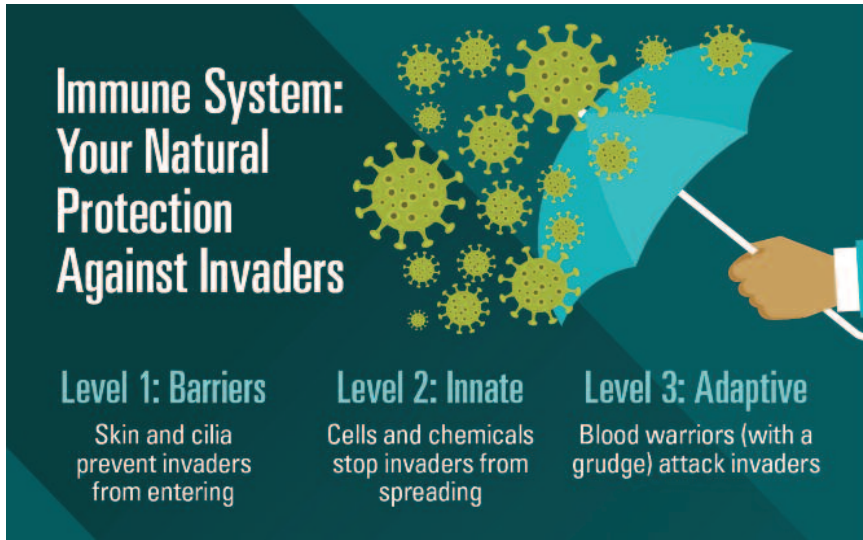 Immune System:
Your Natural
Protection
Against Invaders
Level 1: Barriers
Skin and cilia
prevent invaders
from entering
Level 2: Innate
Cells and chemicals
stop invaders from
spreading
Level 3: Adaptive
Blood warriors (with a
grudge) attack invaders